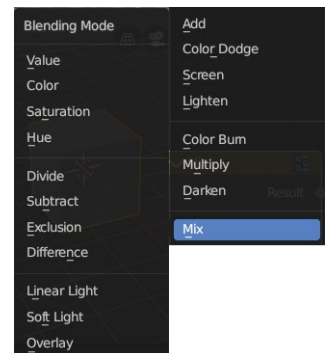 Blending Mode
Value
Color
Saturation
Hue
Divide
Subtract
Exclusion
Difference
Linear Light
Soft Light
Overlay
Add
Color Dodge
Screen
Lighten
Color Burn
Multiply
Darken
Result
Mix